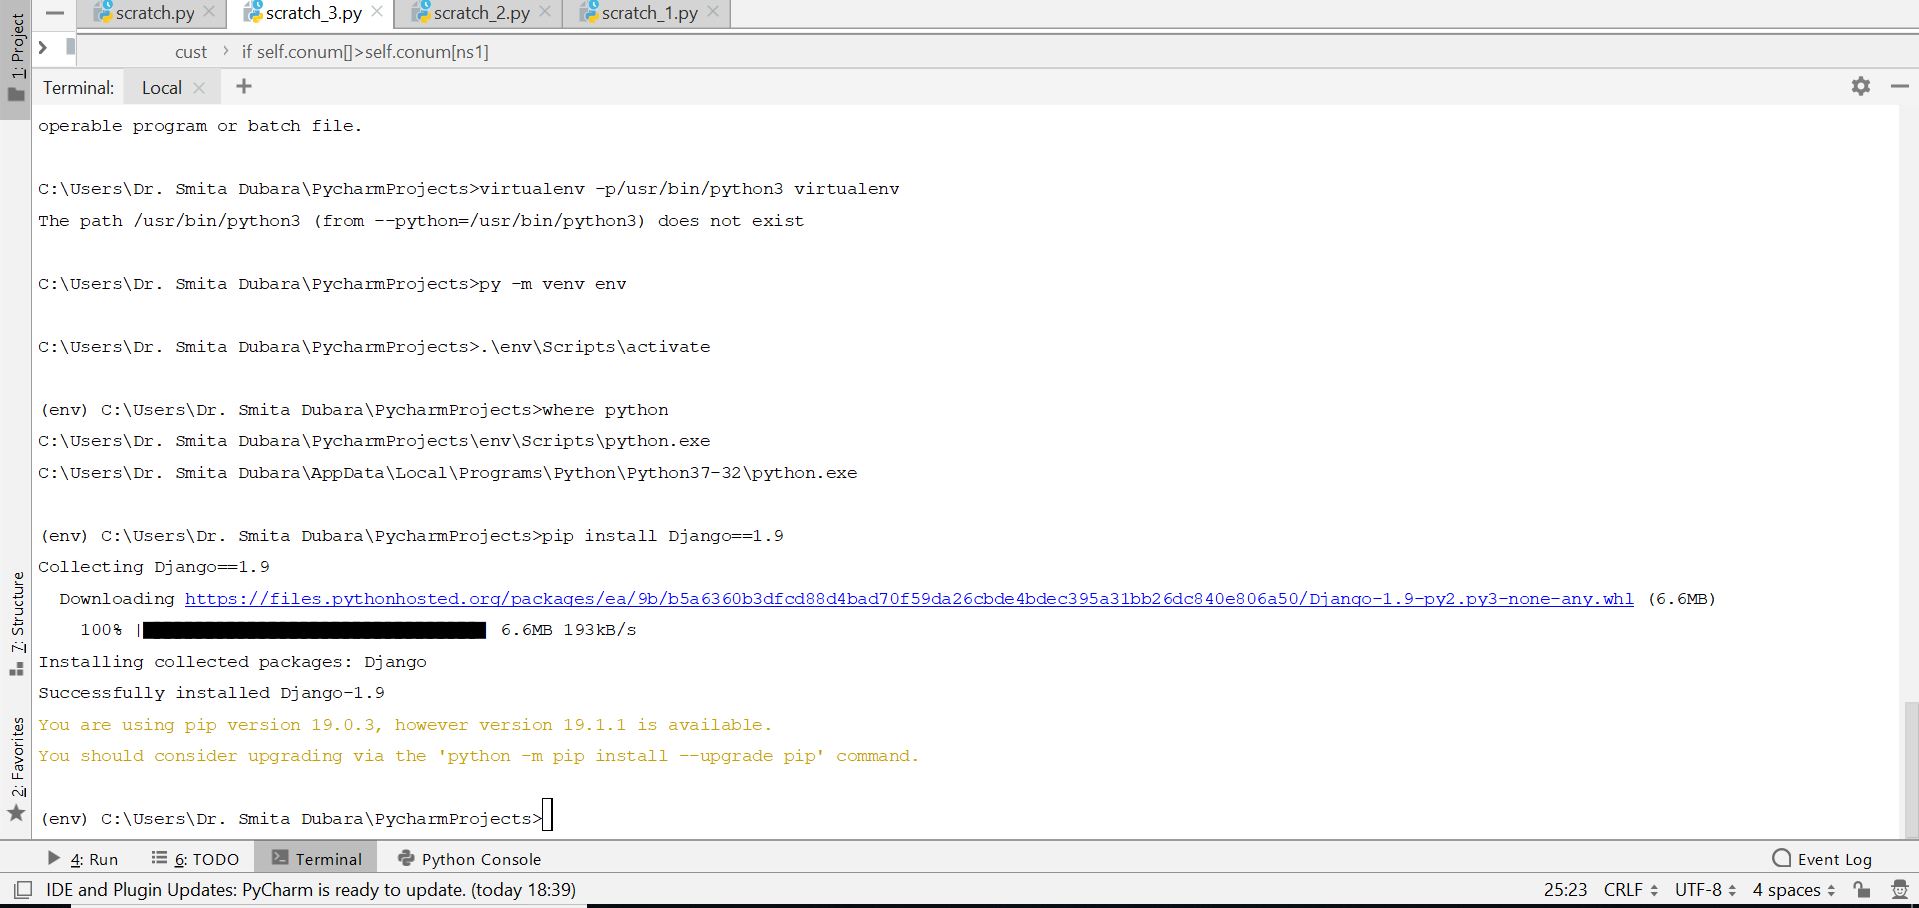 1: Project
scratch.py
scratch_3.py
scratch_2.py
scratch_1.py
cust
if self.conum[]>self.conum[ns1]
Terminal:
Local
operable program or batch file.
C:\Users\Dr. Smita Dubara\PycharmProjects>virtualenv -p/usr/bin/python3 virtualenv
The path /usr/bin/python3 (from --python=/usr/bin/python3) does not exist
C:\Users\Dr. Smita Dubara\PycharmProjects>py -m venv env
C:\Users\Dr. Smita Dubara\PycharmProjects>.\env\Scripts\activate
(env) C:\Users\Dr. Smita Dubara\PycharmProjects>where python
C:\Users\Dr. Smita Dubara\PycharmProjects\env\Scripts\python.exe
C:\Users\Dr. Smita Dubara\AppData\Local\Programs\Python\Python37-32\python.exe
(env) C:\Users\Dr. Smita Dubara\PycharmProjects>pip install Django==1.9
Collecting Django==1.9
Downloading https://files.pythonhosted.org/packages/ea/9b/b5a6360b3dfcd88d4bad70f59da26cbde4bdec395a31bb26dc840e806a50/Django-1.9-py2.py3-none-any.whl (6.6MB)
100% | 6.6MB 193kB/s
Installing collected packages: Django
Successfully installed Django-1.9
You are using pip version 19.0.3, however version 19.1.1 is available.
You should consider upgrading via the 'python -m pip install --upgrade pip' command.
(env) C:\Users\Dr. Smita Dubara\PycharmProjects>
7: Structure
2: Favorites
4: Run
6: TODO
Terminal
Python Console
Event Log
IDE and Plugin Updates: PyCharm is ready to update. (today 18:39)
25:23
CRLF
UTF-8
4 spaces